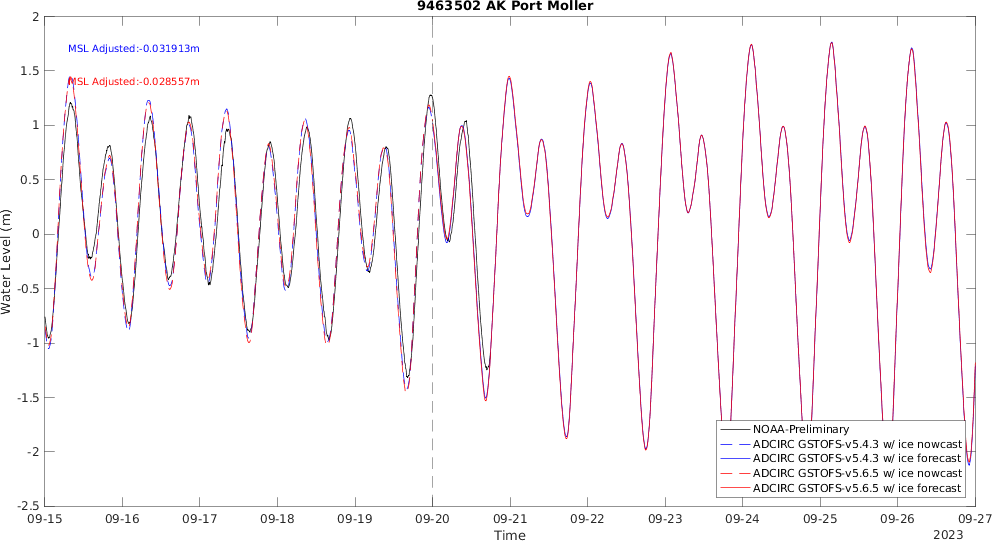 9463502 AK Port Moller
MSL Adjusted:-0.031913m
MSL Adjusted:-0.028557m
Water Level (m)
2
1.5
1
0.5
0
-0.5
-1
-1.5
-2
-2.5
NOAA-Preliminary
ADCIRC GSTOFS-v5.4.3 w/ ice nowcast
ADCIRC GSTOFS-v5.4.3 w/ ice forecast
ADCIRC GSTOFS-v5.6.5 w/ ice nowcast
ADCIRC GSTOFS-v5.6.5 w/ ice forecast
09-15 09-16 09-17 09-18 09-19 09-20 09-21 09-22 09-23 09-24 09-25 09-26 09-27
Time
2023